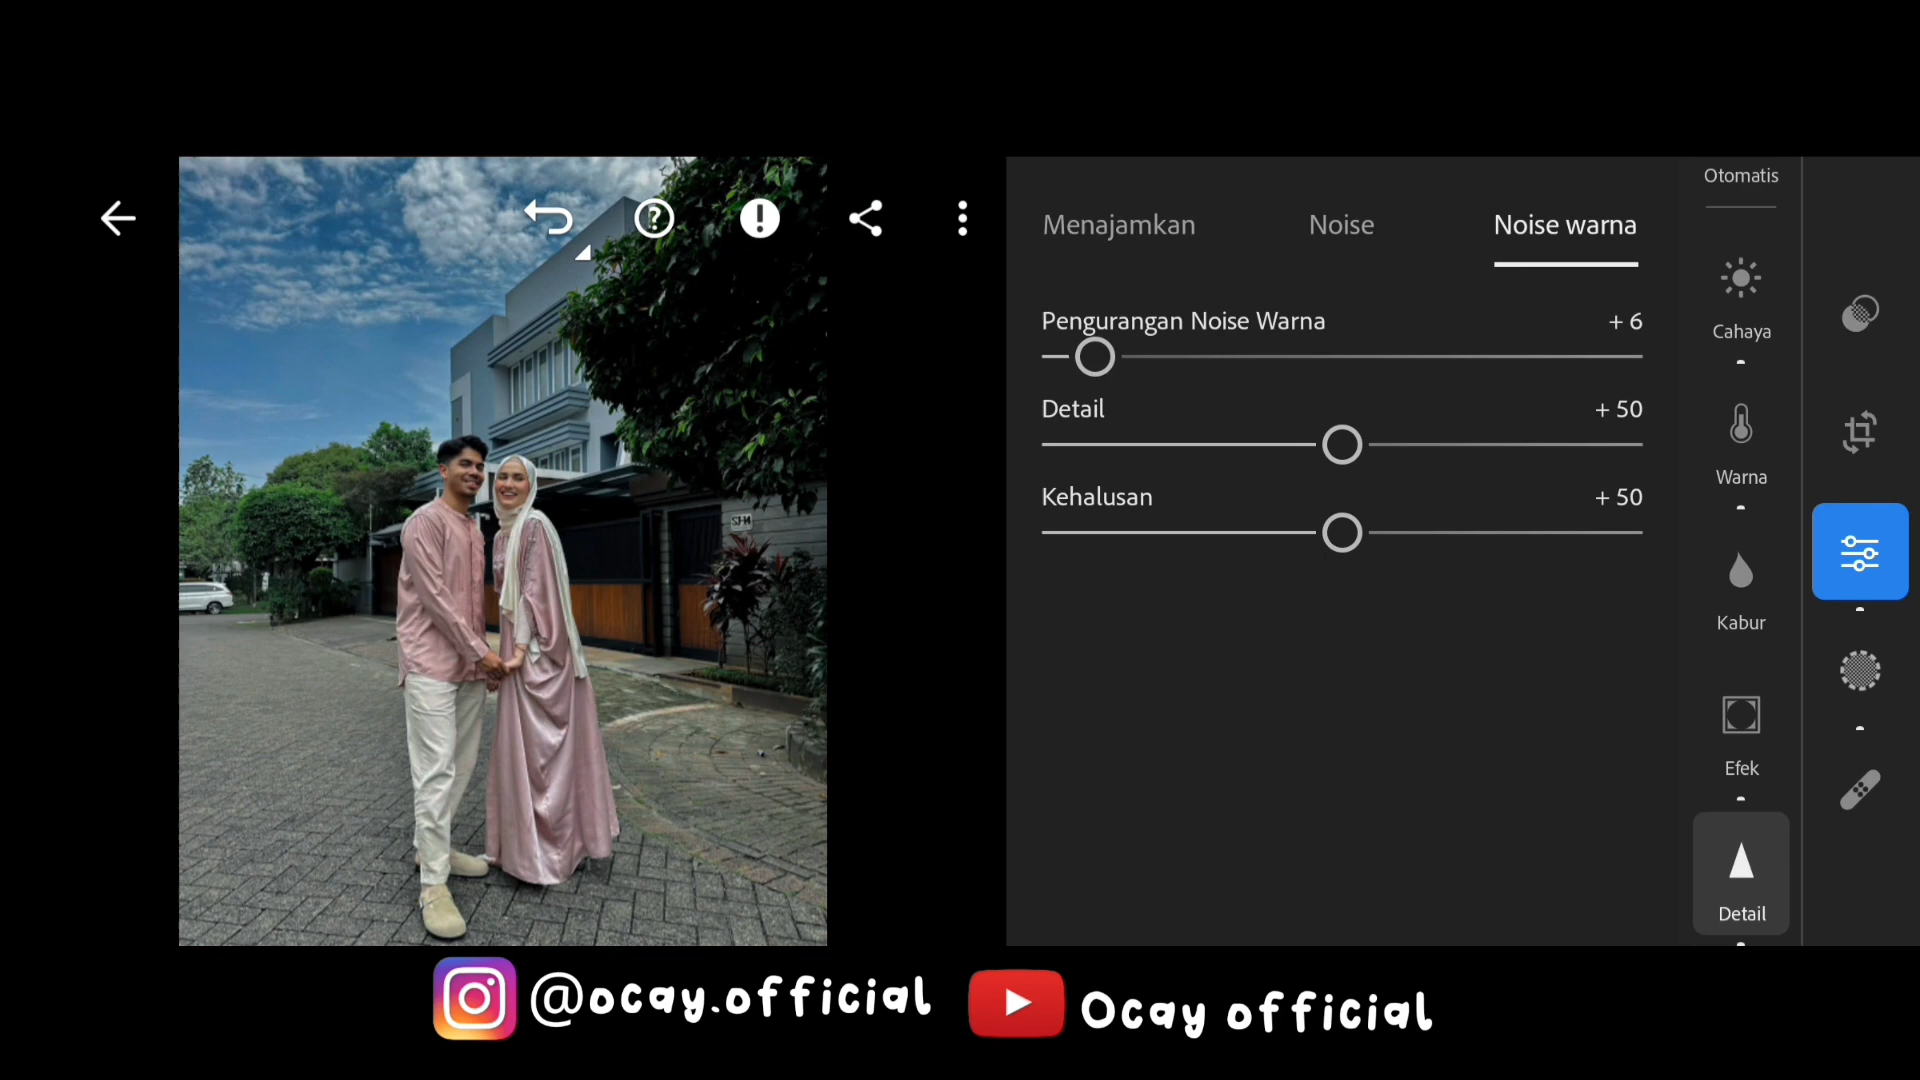 Otomatis
Menajamkan
Noise
Noise warna
Pengurangan Noise Warna
+ 6
Cahaya
Detail
+ 50
Warna
Kehalusan
+ 50
Kabur
Efek
Detail
@ocay.official
Ocay official